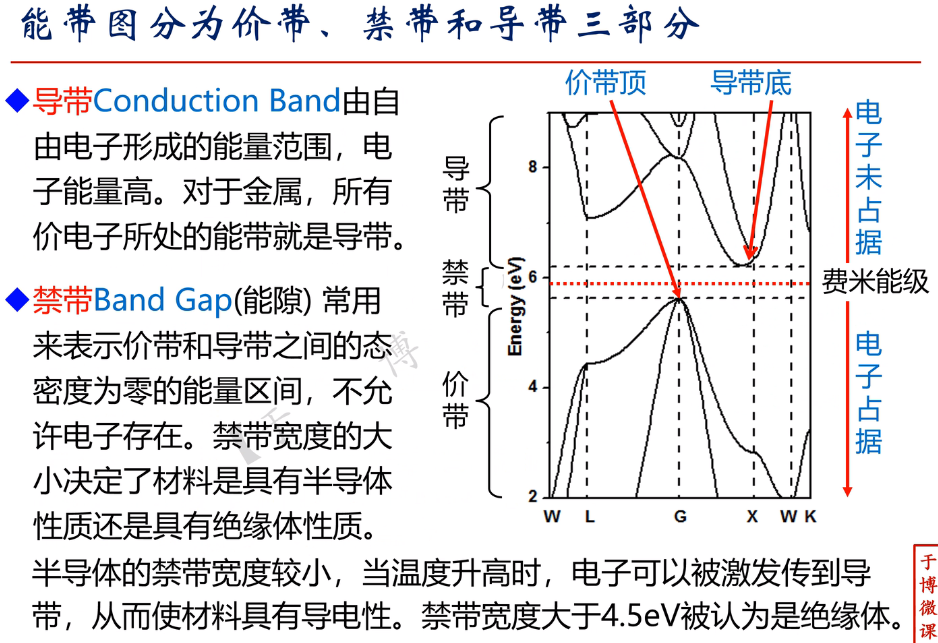 能带图分为价带、禁带和导带三部分
◆导带Conduction Band由自
由电子形成的能量范围，电
子能量高。对于金属，所有
价电子所处的能带就是导带。
◆禁带Band Gap(能隙) 常用
来表示价带和导带之间的态
密度为零的能量区间，不允
许电子存在。禁带宽度的大
小决定了材料是具有半导体
性质还是具有绝缘体性质。
半导体的禁带宽度较小，当温度升高时，电子可以被激发传到导
带，从而使材料具有导电性。禁带宽度大于4.5eV被认为是绝缘体。
价带顶 导带底
导带
禁带
价带
Energy (eV)
8
6
4
2
W L G X W K
电子未占据
费米能级
电子占据
于博微课
博
于